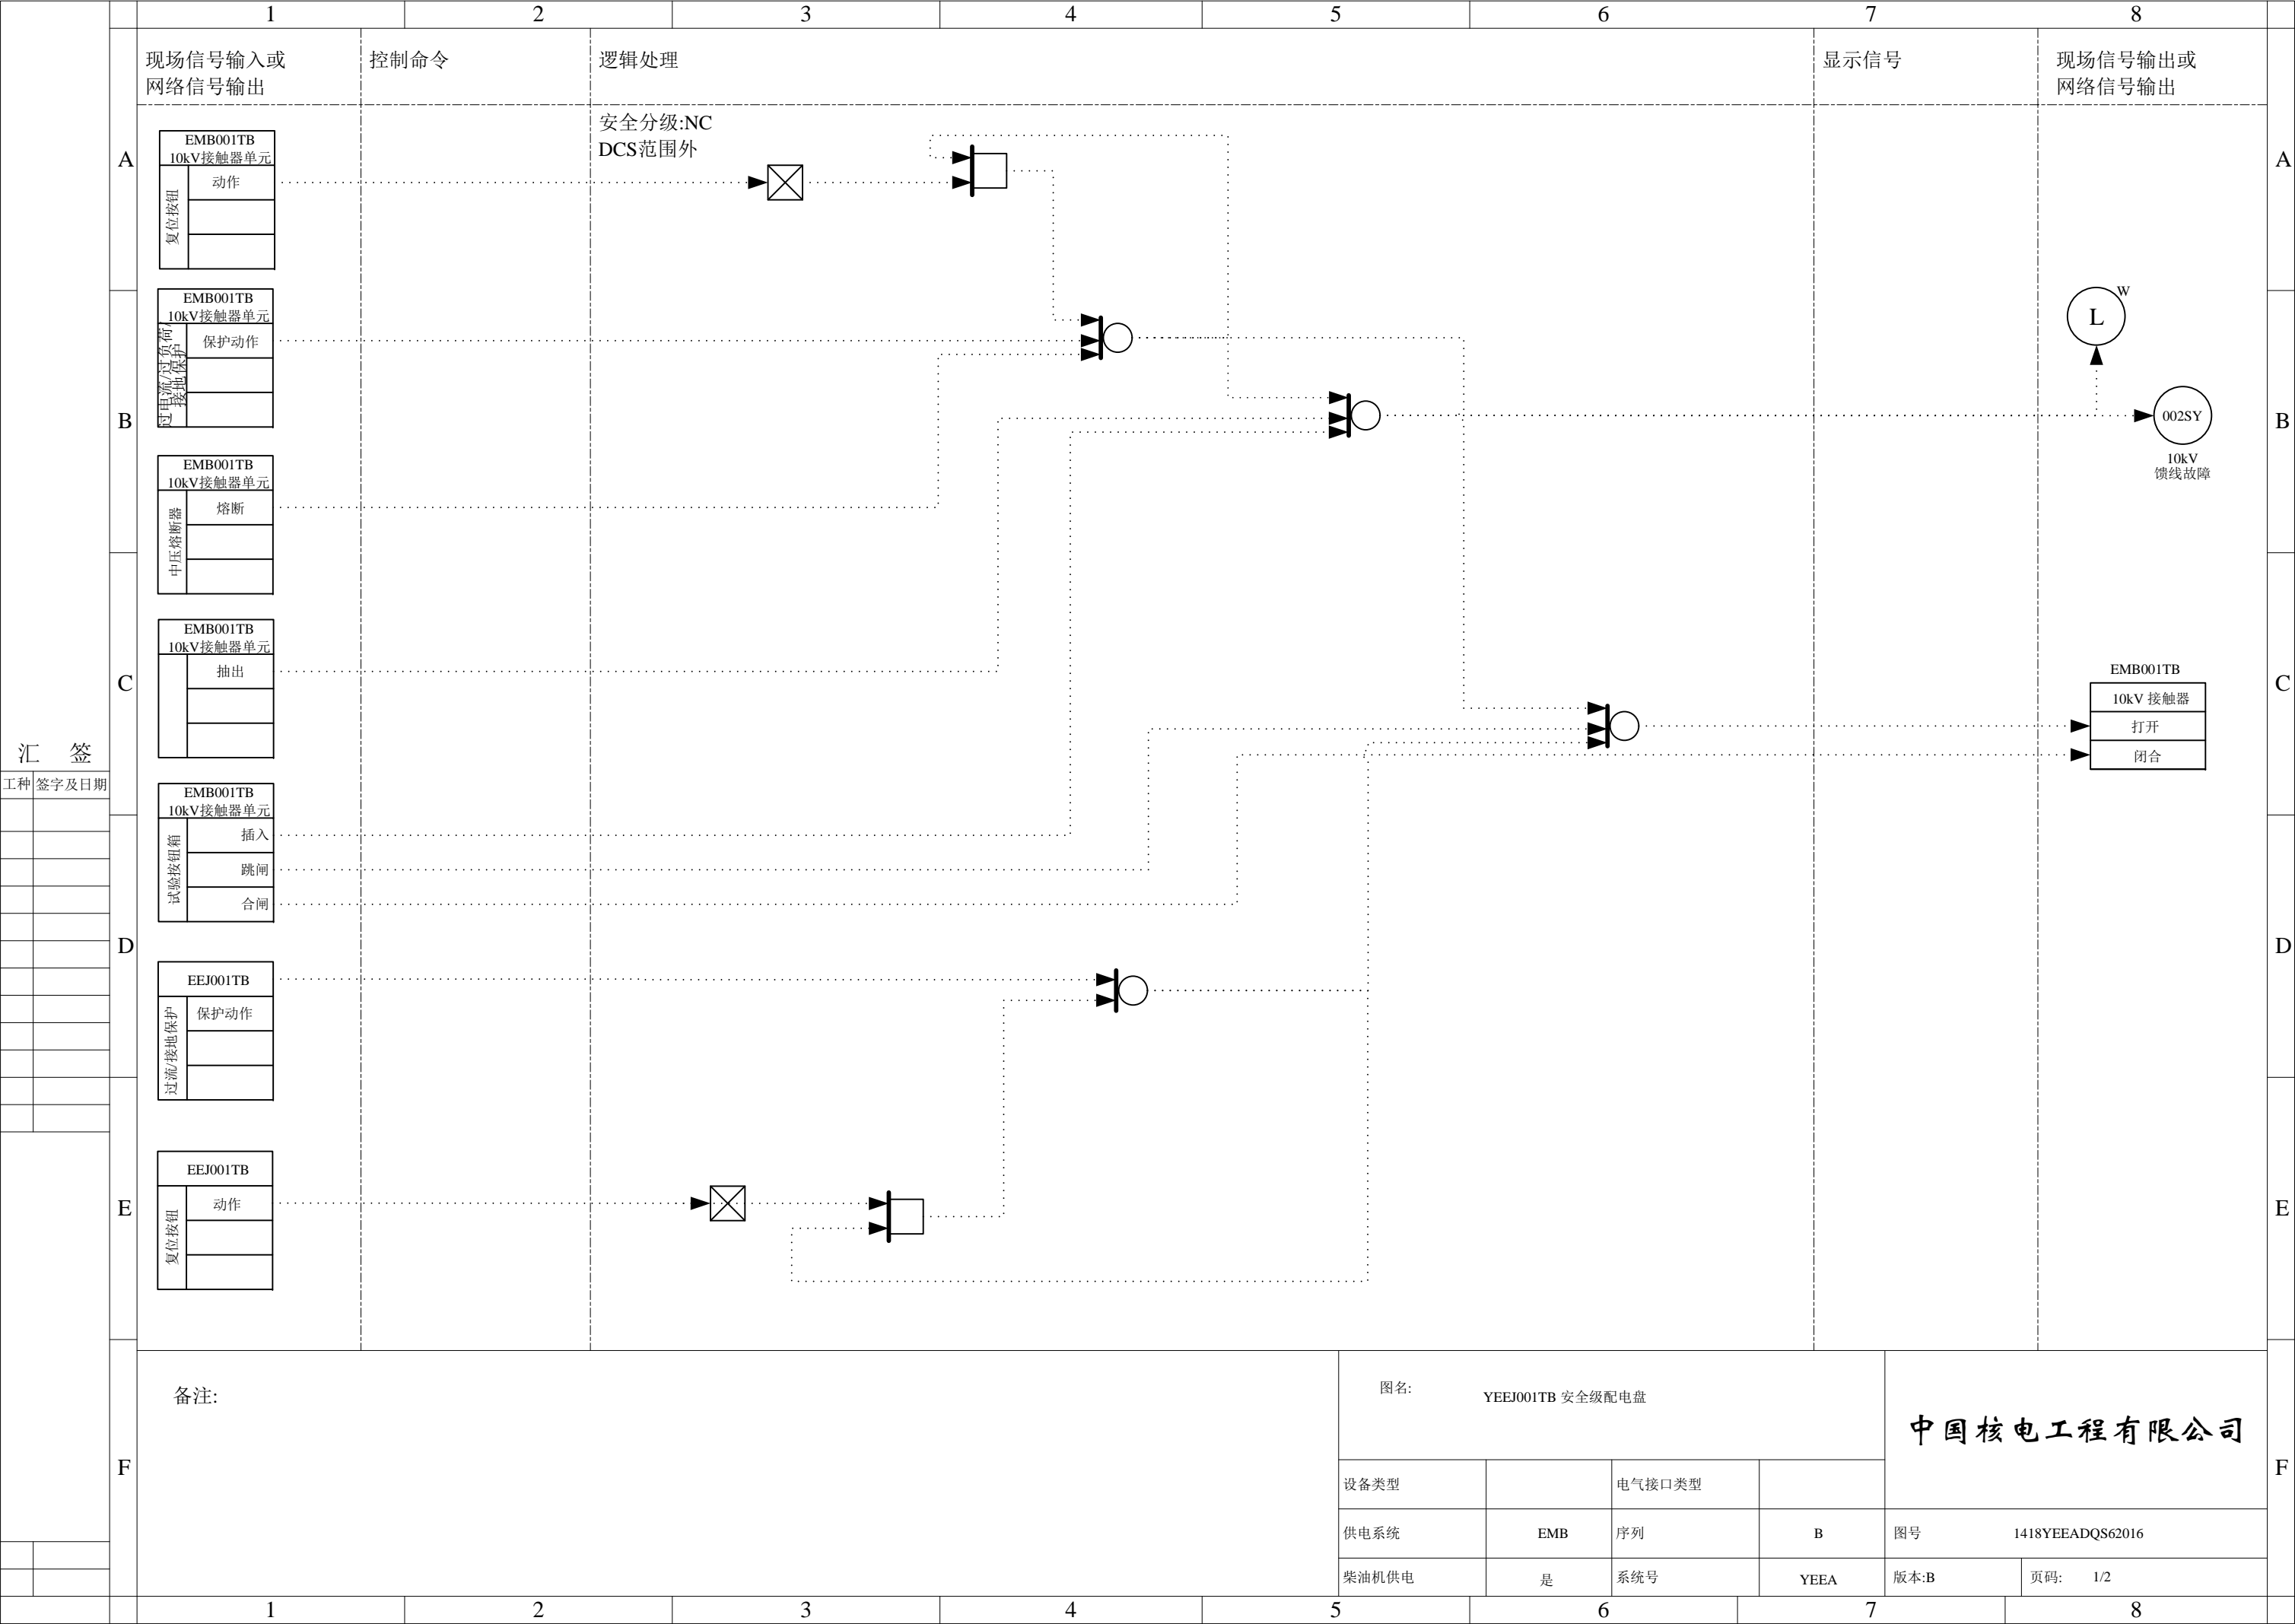 1 2 3 4 5 6 7 8
现场信号输入或
网络信号输出
控制命令
逻辑处理
显示信号
现场信号输出或
网络信号输出
安全分级:NC
DCS范围外
A
A
EMB001TB
10kV接触器单元
复位按钮
动作
B
B
EMB001TB
10kV接触器单元
过电流/过负荷/
接地保护
保护动作
L
W
002SY
10kV
馈线故障
EMB001TB
10kV接触器单元
中压熔断器
熔断
C
C
EMB001TB
10kV接触器单元
抽出
EMB001TB
10kV 接触器
打开
闭合
汇 签
工种 签字及日期
EMB001TB
10kV接触器单元
试验按钮箱
插入
跳闸
合闸
D
D
EEJ001TB
过流/接地保护
保护动作
E
E
EEJ001TB
复位按钮
动作
F
F
备注:
图名: YEEJ001TB 安全级配电盘
中国核电工程有限公司
设备类型 电气接口类型
供电系统 EMB 序列 B 图号 1418YEEADQS62016
柴油机供电 是 系统号 YEEA 版本:B 页码: 1/2
1 2 3 4 5 6 7 8